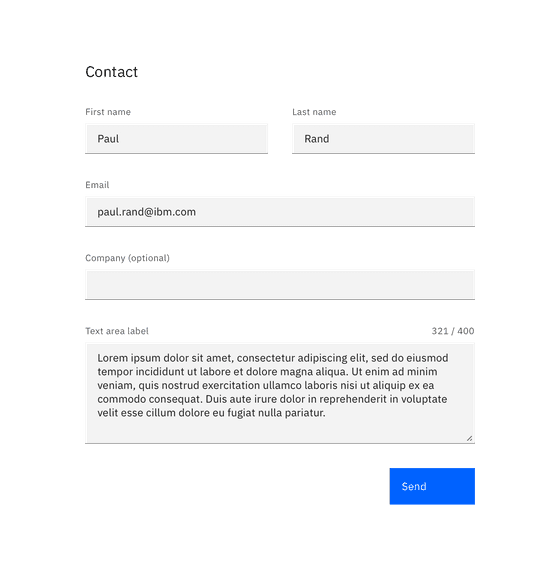 Contact
First name
Last name
Paul
Rand
Email
paul.rand@ibm.com
Company (optional)
Text area label
321 / 400
Lorem ipsum dolor sit amet, consectetur adipiscing elit, sed do eiusmod
tempor incididunt ut labore et dolore magna aliqua. Ut enim ad minim
veniam, quis nostrud exercitation ullamco laboris nisi ut aliquip ex ea
commodo consequat. Duis aute irure dolor in reprehenderit in voluptate
velit esse cillum dolore eu fugiat nulla pariatur.
Send